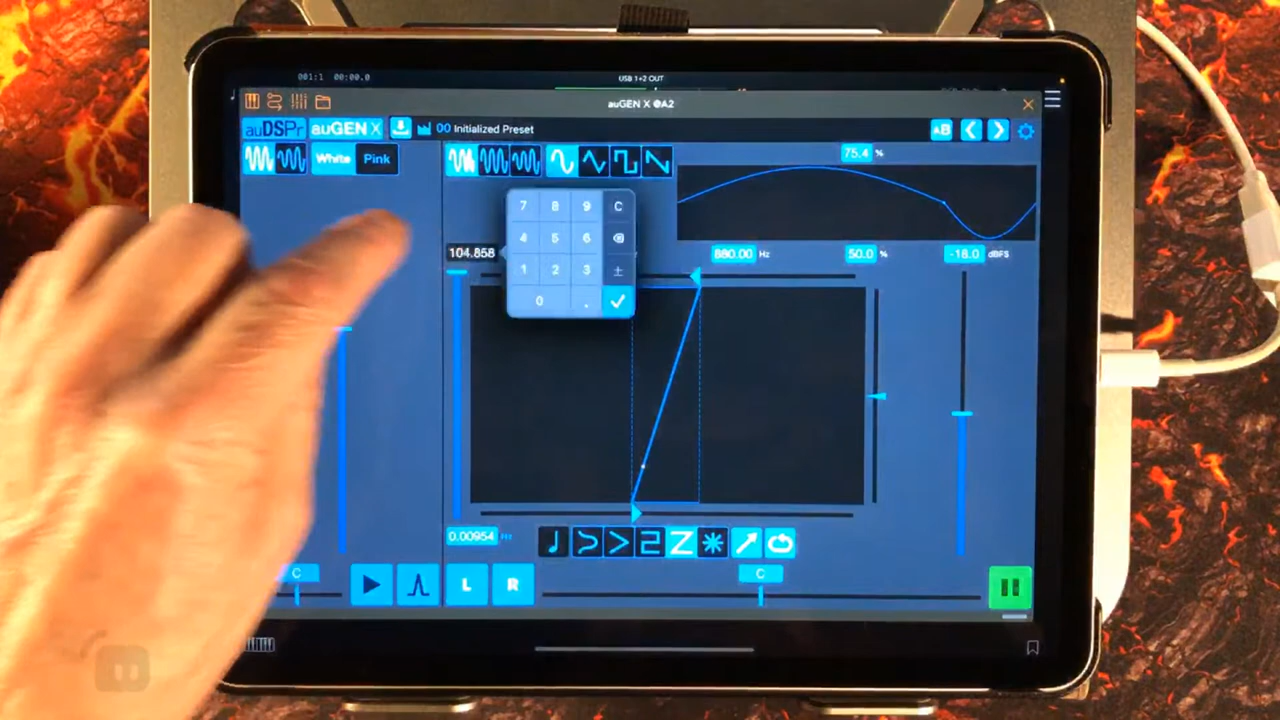 001:1 00:00.0
USB 1+2 OUT
auGEN X @A2
auDSPr auGEN X 00 Initialized Preset AB
White Pink
75.4 %
7 8 9 C
104.858 4 5 6
880.00 Hz 50.0 % -18.0 dBFS
1 2 3 ±
0 .
0.00954 Hz
C C
L R